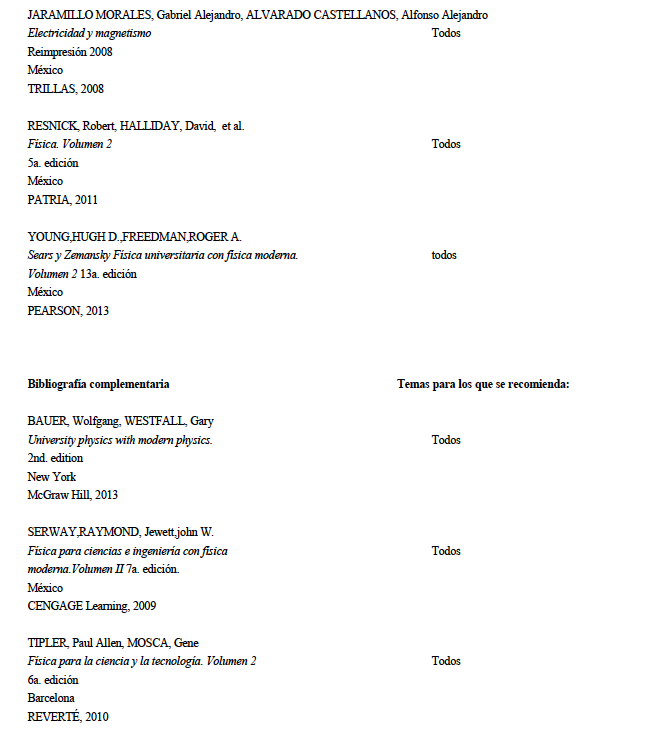 JARAMILLO MORALES, Gabriel Alejandro, ALVARADO CASTELLANOS, Alfonso Alejandro
Electricidad y magnetismo Todos
Reimpresión 2008
México
TRILLAS, 2008
RESNICK, Robert, HALLIDAY, David, et al.
Física. Volumen 2 Todos
5a. edición
México
PATRIA, 2011
YOUNG,HUGH D.,FREEDMAN,ROGER A.
Sears y Zemansky Física universitaria con física moderna. todos
Volumen 2 13a. edición
México
PEARSON, 2013
Bibliografía complementaria Temas para los que se recomienda:
BAUER, Wolfgang, WESTFALL, Gary
University physics with modern physics. Todos
2nd. edition
New York
McGraw Hill, 2013
SERWAY,RAYMOND, Jewett,john W.
Física para ciencias e ingeniería con física Todos
moderna.Volumen II 7a. edición.
México
CENGAGE Learning, 2009
TIPLER, Paul Allen, MOSCA, Gene
Física para la ciencia y la tecnología. Volumen 2 Todos
6a. edición
Barcelona
REVERTÉ, 2010